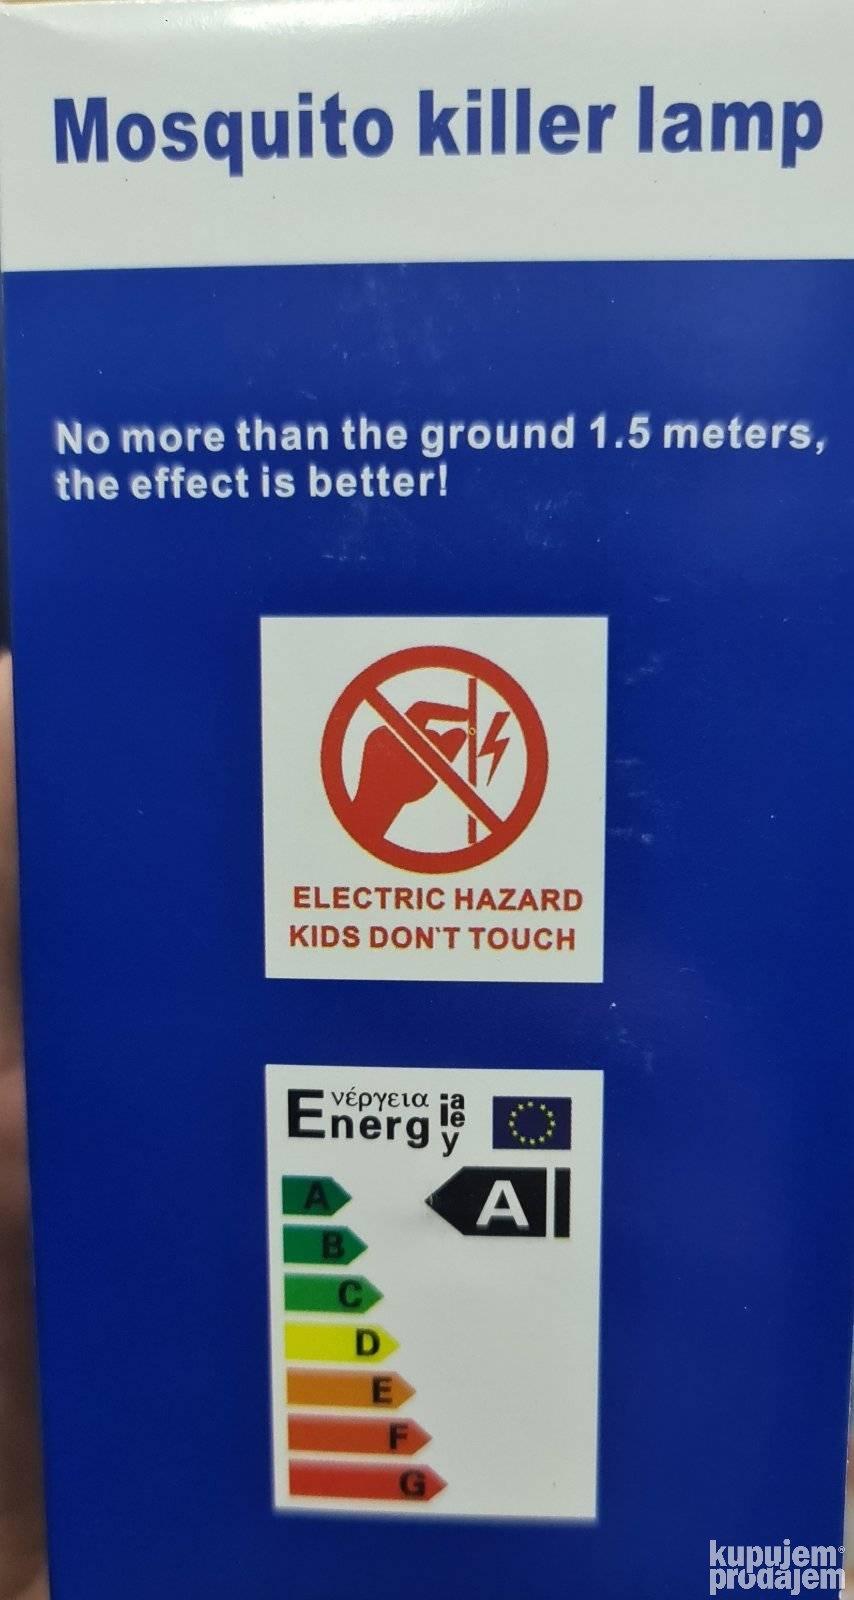 Mosquito killer lamp
No more than the ground 1.5 meters,
the effect is better!
ELECTRIC HAZARD
KIDS DON'T TOUCH
Energ νέργεια ia
ie
y
A
A
B
C
D
E
F
G
kupujem®
prodajem